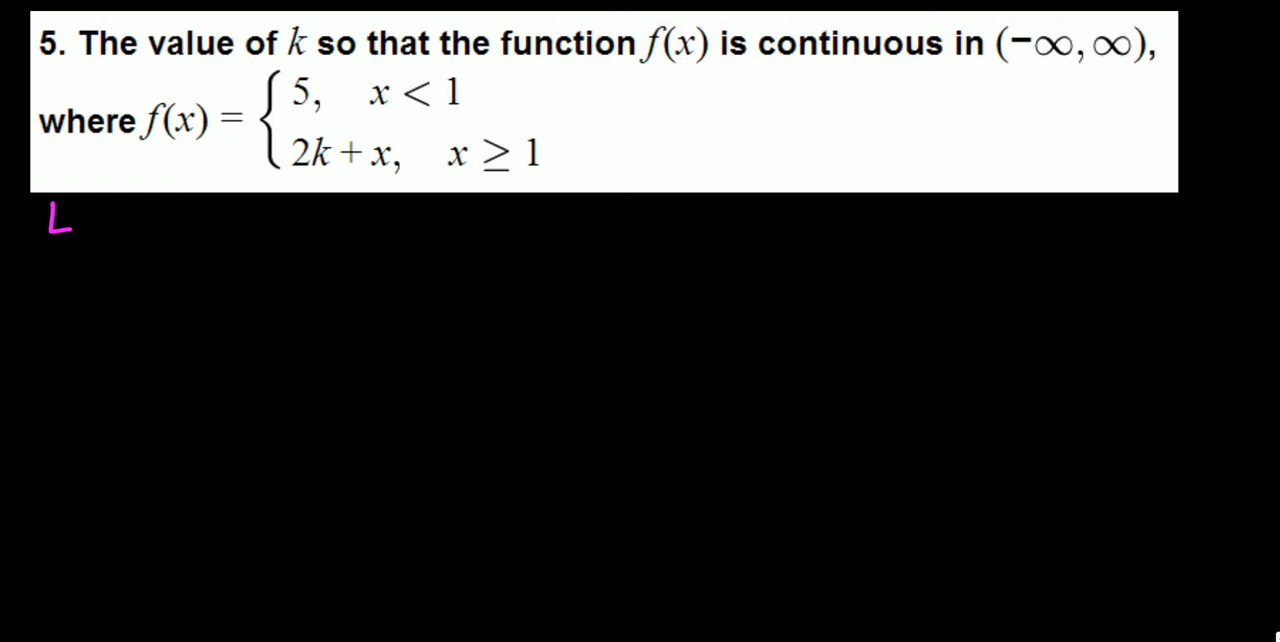 5. The value of k so that the function f(x) is continuous in (−∞, ∞),
where f(x) = { 5, x < 1
2k + x, x ≥ 1
L